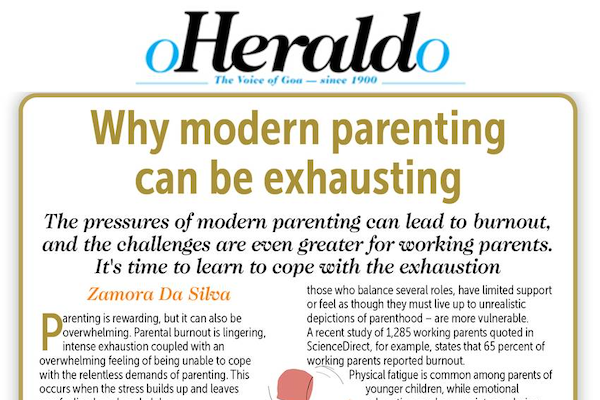 oHeraldo
The Voice of Goa — since 1900
Why modern parenting
can be exhausting
The pressures of modern parenting can lead to burnout,
and the challenges are even greater for working parents.
It's time to learn to cope with the exhaustion
Zamora Da Silva
Parenting is rewarding, but it can also be
overwhelming. Parental burnout is lingering,
intense exhaustion coupled with an
overwhelming feeling of being unable to cope
with the relentless demands of parenting. This
occurs when the stress builds up and leaves
those who balance several roles, have limited support
or feel as though they must live up to unrealistic
depictions of parenthood – are more vulnerable.
A recent study of 1,285 working parents quoted in
ScienceDirect, for example, states that 65 percent of
working parents reported burnout.
Physical fatigue is common among parents of
younger children, while emotional